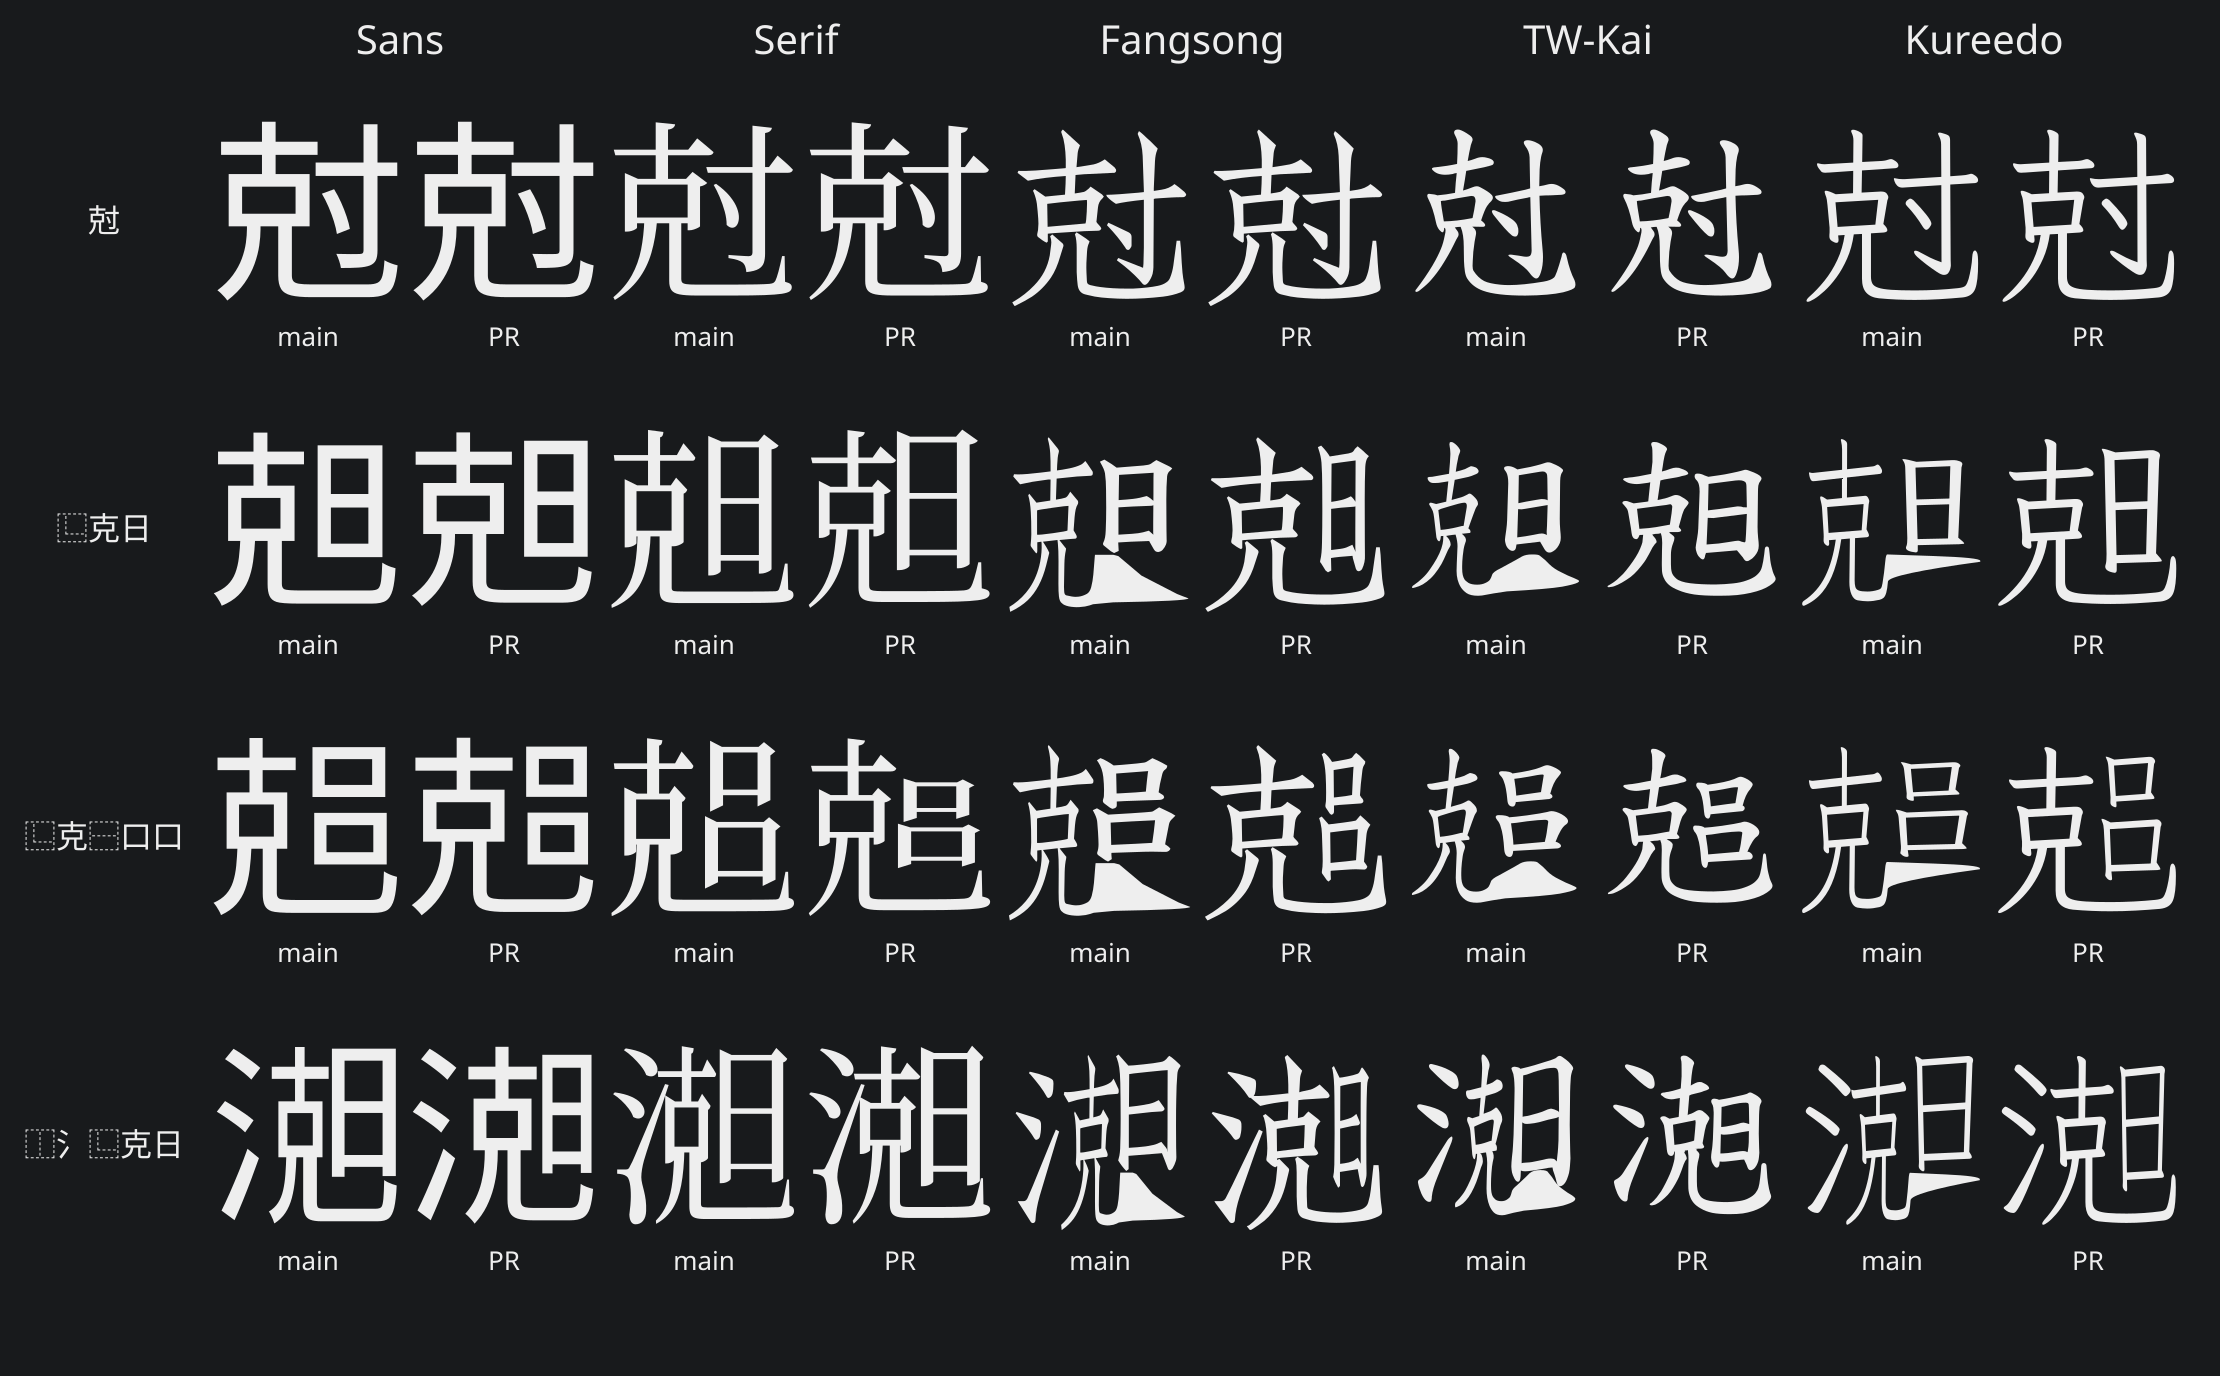 Sans Serif Fangsong TW-Kai Kureedo
尅 尅 尅 尅 尅 尅 尅 尅 尅 尅 尅
main PR main PR main PR main PR main PR
⿺克日
main PR main PR main PR main PR main PR
⿺克⿱口口
main PR main PR main PR main PR main PR
⿰氵⿺克日
main PR main PR main PR main PR main PR